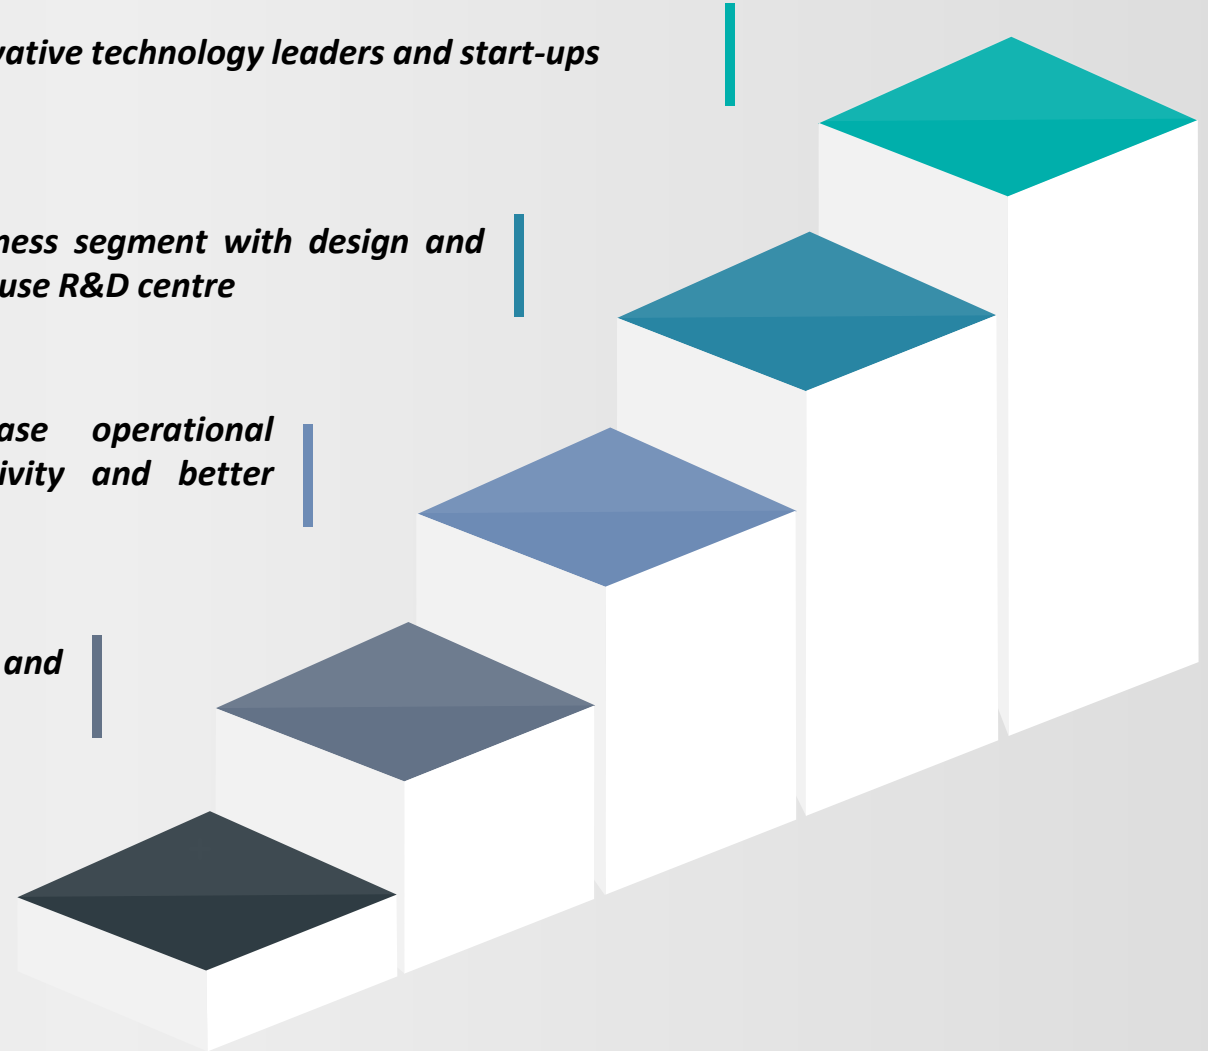 vative technology leaders and start-ups
ness segment with design and
use R&D centre
ase operational
ivity and better
and